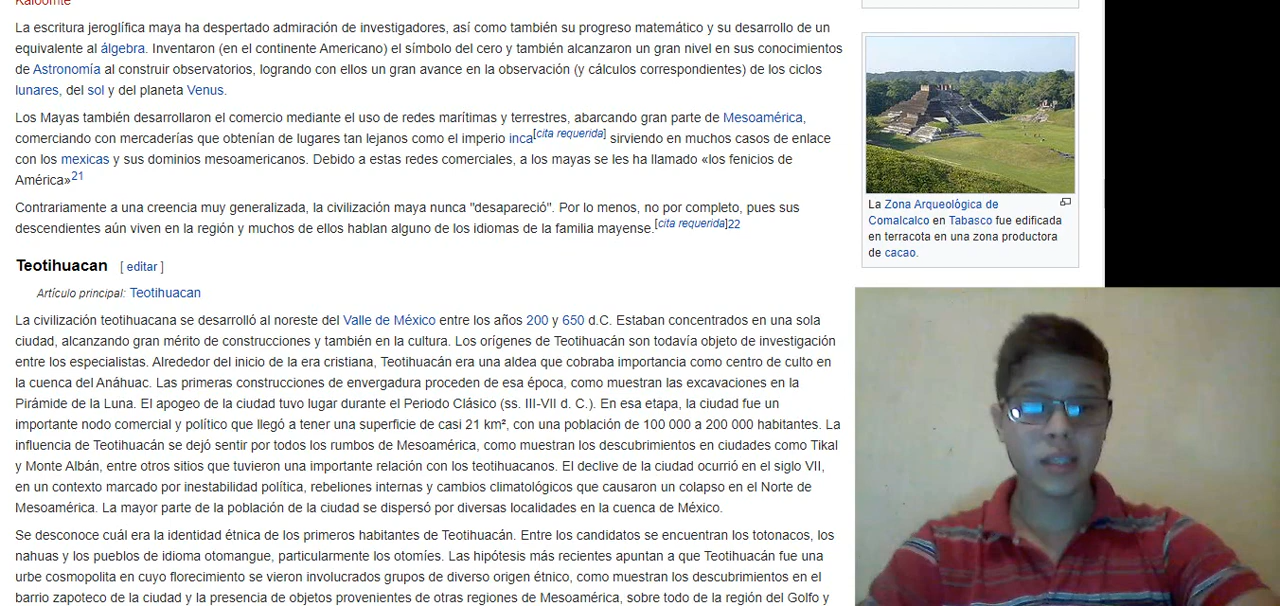 Kaloomte
La escritura jeroglífica maya ha despertado admiración de investigadores, así como también su progreso matemático y su desarrollo de un
equivalente al álgebra. Inventaron (en el continente Americano) el símbolo del cero y también alcanzaron un gran nivel en sus conocimientos
de Astronomía al construir observatorios, logrando con ellos un gran avance en la observación (y cálculos correspondientes) de los ciclos
lunares, del sol y del planeta Venus.
Los Mayas también desarrollaron el comercio mediante el uso de redes marítimas y terrestres, abarcando gran parte de Mesoamérica,
comerciando con mercaderías que obtenían de lugares tan lejanos como el imperio inca[cita requerida] sirviendo en muchos casos de enlace
con los mexicas y sus dominios mesoamericanos. Debido a estas redes comerciales, a los mayas se les ha llamado «los fenicios de
América»21
Contrariamente a una creencia muy generalizada, la civilización maya nunca "desapareció". Por lo menos, no por completo, pues sus
descendientes aún viven en la región y muchos de ellos hablan alguno de los idiomas de la familia mayense.[cita requerida]22
Teotihuacan [ editar ]
Artículo principal: Teotihuacan
La civilización teotihuacana se desarrolló al noreste del Valle de México entre los años 200 y 650 d.C. Estaban concentrados en una sola
ciudad, alcanzando gran mérito de construcciones y también en la cultura. Los orígenes de Teotihuacán son todavía objeto de investigación
entre los especialistas. Alrededor del inicio de la era cristiana, Teotihuacán era una aldea que cobraba importancia como centro de culto en
la cuenca del Anáhuac. Las primeras construcciones de envergadura proceden de esa época, como muestran las excavaciones en la
Pirámide de la Luna. El apogeo de la ciudad tuvo lugar durante el Periodo Clásico (ss. III-VII d. C.). En esa etapa, la ciudad fue un
importante nodo comercial y político que llegó a tener una superficie de casi 21 km², con una población de 100 000 a 200 000 habitantes. La
influencia de Teotihuacán se dejó sentir por todos los rumbos de Mesoamérica, como muestran los descubrimientos en ciudades como Tikal
y Monte Albán, entre otros sitios que tuvieron una importante relación con los teotihuacanos. El declive de la ciudad ocurrió en el siglo VII,
en un contexto marcado por inestabilidad política, rebeliones internas y cambios climatológicos que causaron un colapso en el Norte de
Mesoamérica. La mayor parte de la población de la ciudad se dispersó por diversas localidades en la cuenca de México.
Se desconoce cuál era la identidad étnica de los primeros habitantes de Teotihuacán. Entre los candidatos se encuentran los totonacos, los
nahuas y los pueblos de idioma otomangue, particularmente los otomíes. Las hipótesis más recientes apuntan a que Teotihuacán fue una
urbe cosmopolita en cuyo florecimiento se vieron involucrados grupos de diverso origen étnico, como muestran los descubrimientos en el
barrio zapoteco de la ciudad y la presencia de objetos provenientes de otras regiones de Mesoamérica, sobre todo de la región del Golfo y
La Zona Arqueológica de
Comalcalco en Tabasco fue edificada
en terracota en una zona productora
de cacao.